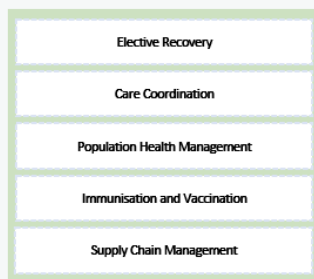 Elective Recovery
Care Coordination
Population Health Management
Immunisation and Vaccination
Supply Chain Management